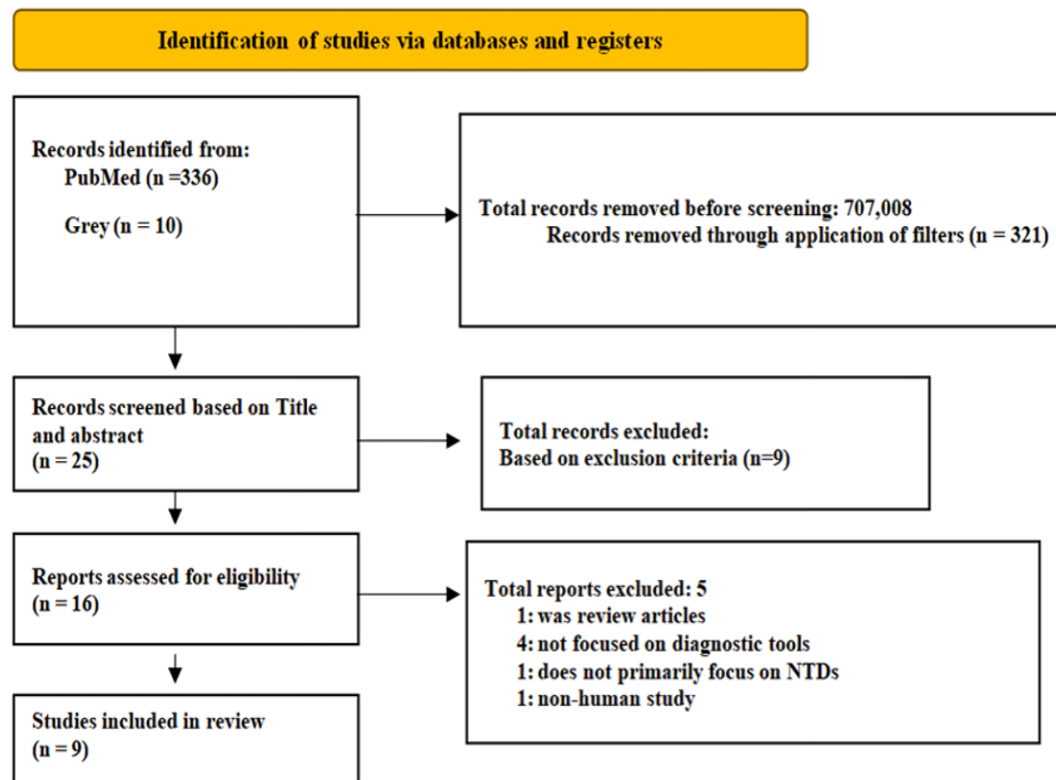 Identification of studies via databases and registers
Records identified from:
PubMed (n =336)
Grey (n = 10)
Total records removed before screening: 707,008
Records removed through application of filters (n = 321)
Records screened based on Title
and abstract
(n = 25)
Total records excluded:
Based on exclusion criteria (n=9)
Reports assessed for eligibility
(n = 16)
Total reports excluded: 5
1: was review articles
4: not focused on diagnostic tools
1: does not primarily focus on NTDs
1: non-human study
Studies included in review
(n = 9)